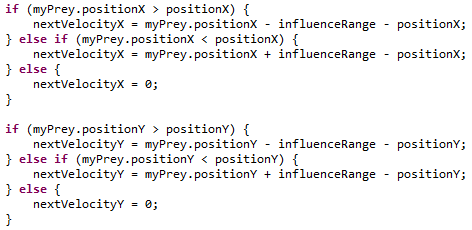 if (myPrey.positionX > positionX) {
    nextVelocityX = myPrey.positionX - influenceRange - positionX;
} else if (myPrey.positionX < positionX) {
    nextVelocityX = myPrey.positionX + influenceRange - positionX;
} else {
    nextVelocityX = 0;
}

if (myPrey.positionY > positionY) {
    nextVelocityY = myPrey.positionY - influenceRange - positionY;
} else if (myPrey.positionY < positionY) {
    nextVelocityY = myPrey.positionY + influenceRange - positionY;
} else {
    nextVelocityY = 0;
}